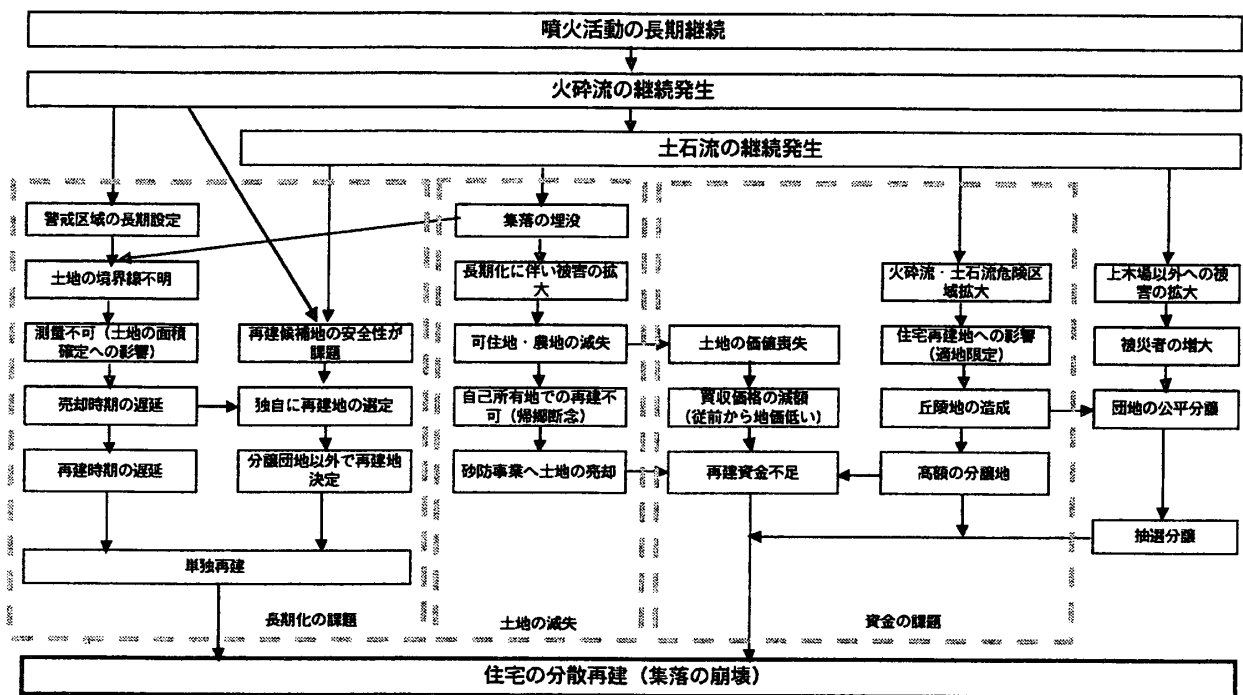 噴火活動の長期継続
火砕流の継続発生
土石流の継続発生
警戒区域の長期設定
土地の境界線不明
測量不可（土地の面積
確定への影響）
売却時期の遅延
再建時期の遅延
再建候補地の安全性が
課題
独自に再建地の選定
分譲団地以外で再建地
決定
単独再建
長期化の課題
集落の埋没
長期化に伴い被害の拡
大
可住地・農地の減失
自己所有地での再建不
可（帰郷断念）
砂防事業へ土地の売却
土地の減失
土地の価値喪失
買収価格の減額
（従前から地価低い）
再建資金不足
火砕流・土石流危険区
域拡大
住宅再建地への影響
（適地限定）
丘陵地の造成
高額の分譲地
資金の課題
上木場以外への被
害の拡大
被災者の増大
団地の公平分譲
抽選分譲
住宅の分散再建（集落の崩壊）